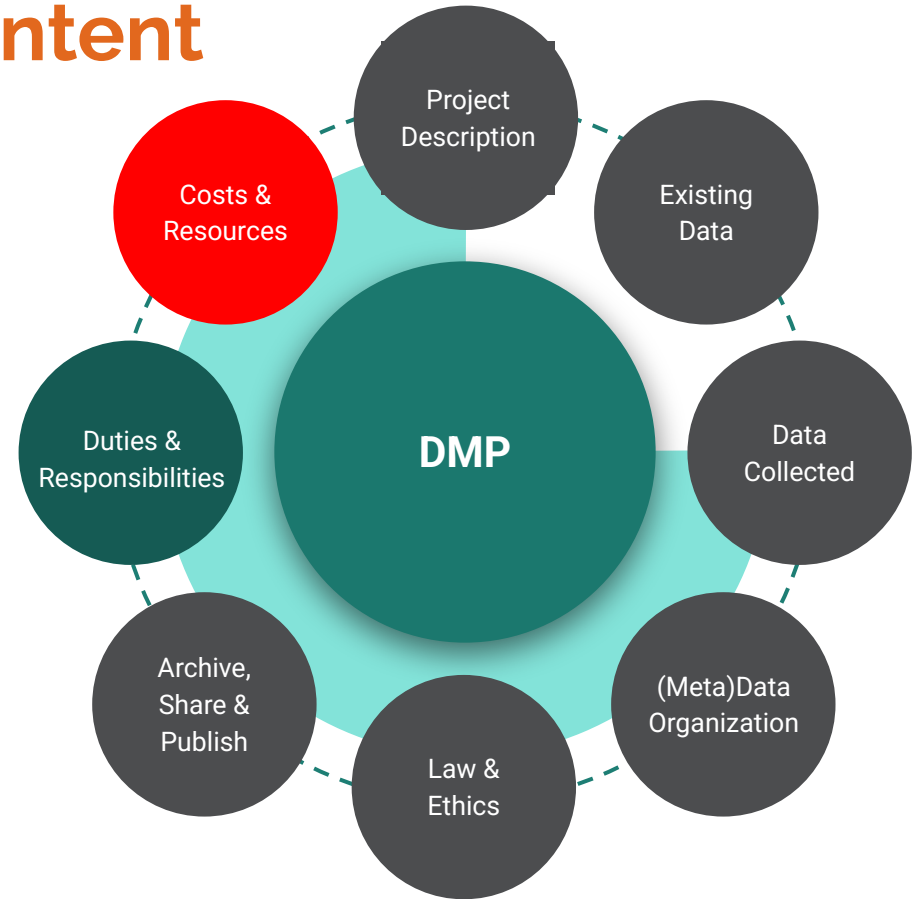 ntent
Project
Description
Existing
Data
Data
Collected
(Meta)Data
Organization
Law &
Ethics
Archive,
Share &
Publish
Duties &
Responsibilities
Costs &
Resources
DMP